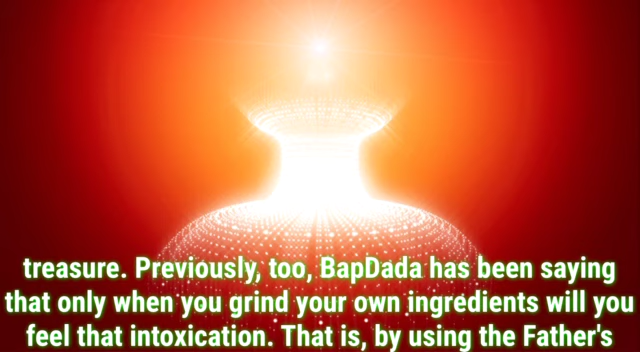 treasure. Previously, too, BapDada has been saying
that only when you grind your own ingredients will you
feel that intoxication. That is, by using the Father's